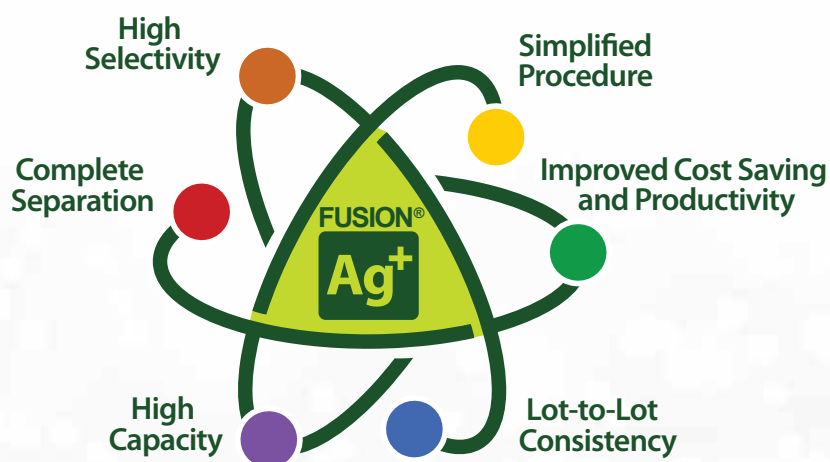 High
Selectivity
Simplified
Procedure
Complete
Separation
Improved Cost Saving
and Productivity
FUSION®
Ag+
High
Capacity
Lot-to-Lot
Consistency